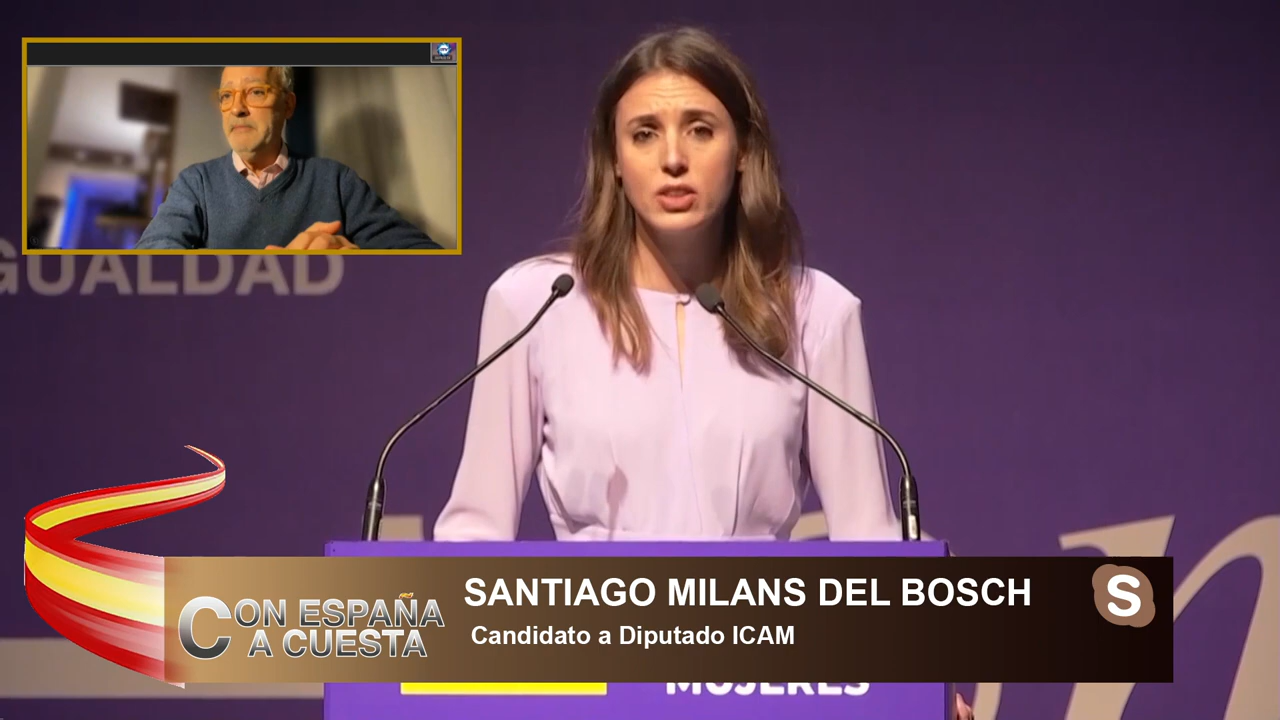 GUALDAD
SANTIAGO MILANS DEL BOSCH
Candidato a Diputado ICAM
CON ESPAÑA
A CUESTA
S
MUJERES